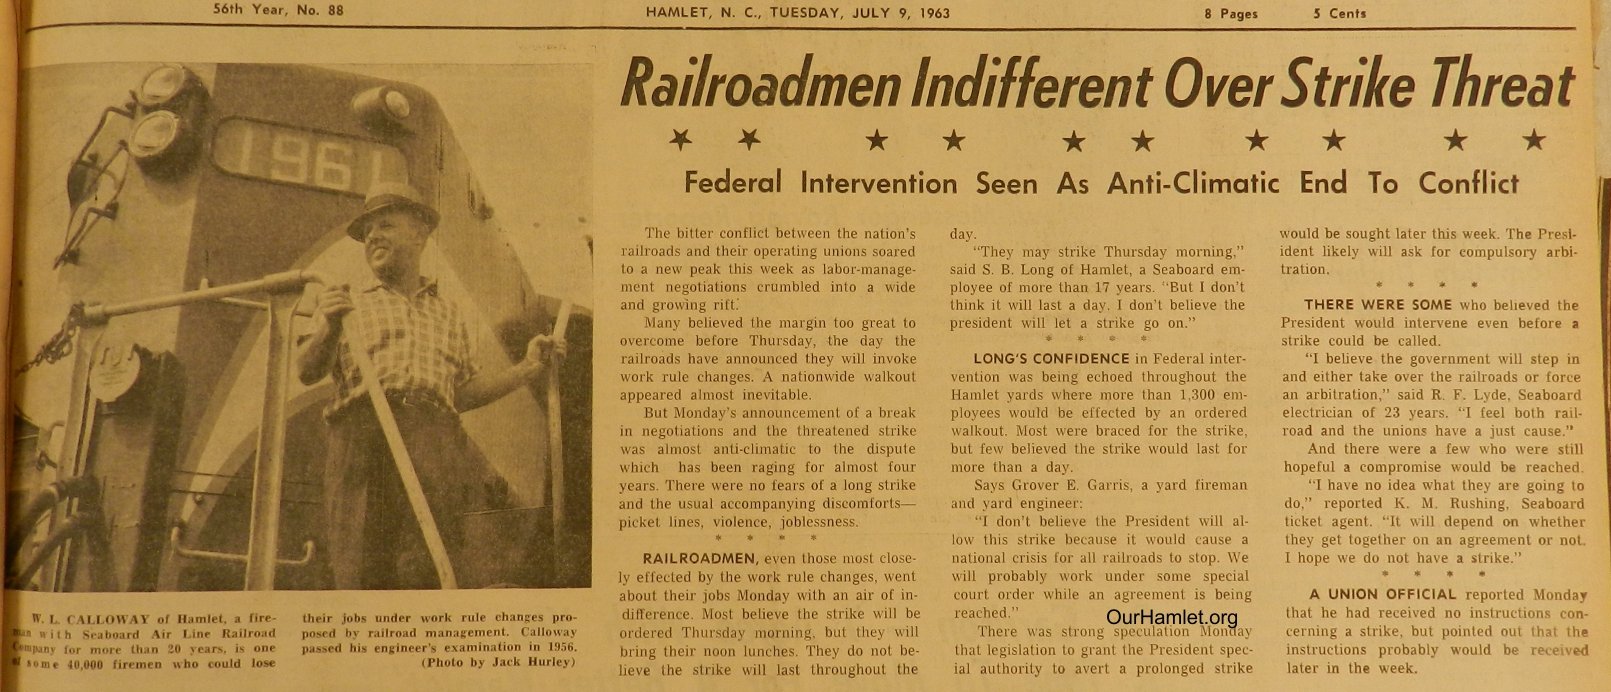 56th Year, No. 88
HAMLET, N. C., TUESDAY, JULY 9, 1963
8 Pages
5 Cents
1961
Railroadmen Indifferent Over Strike Threat
★ ★ ★ ★ ★ ★ ★ ★ ★ ★
Federal Intervention Seen As Anti-Climatic End To Conflict
W. L. CALLOWAY of Hamlet, a fire-
man with Seaboard Air Line Railroad
Company for more than 20 years, is one
of some 40,000 firemen who could lose
their jobs under work rule changes pro-
posed by railroad management. Calloway
passed his engineer's examination in 1956.
(Photo by Jack Hurley)
The bitter conflict between the nation's
railroads and their operating unions soared
to a new peak this week as labor-manage-
ment negotiations crumbled into a wide
and growing rift.
Many believed the margin too great to
overcome before Thursday, the day the
railroads have announced they will invoke
work rule changes. A nationwide walkout
appeared almost inevitable.
But Monday's announcement of a break
in negotiations and the threatened strike
was almost anti-climatic to the dispute
which has been raging for almost four
years. There were no fears of a long strike
and the usual accompanying discomforts—
picket lines, violence, joblessness.
* * * *
RAILROADMEN, even those most close-
ly effected by the work rule changes, went
about their jobs Monday with an air of in-
difference. Most believe the strike will be
ordered Thursday morning, but they will
bring their noon lunches. They do not be-
lieve the strike will last throughout the
day.
"They may strike Thursday morning,"
said S. B. Long of Hamlet, a Seaboard em-
ployee of more than 17 years. "But I don't
think it will last a day. I don't believe the
president will let a strike go on."
* * * *
LONG'S CONFIDENCE in Federal inter-
vention was being echoed throughout the
Hamlet yards where more than 1,300 em-
ployees would be effected by an ordered
walkout. Most were braced for the strike,
but few believed the strike would last for
more than a day.
Says Grover E. Garris, a yard fireman
and yard engineer:
"I don't believe the President will al-
low this strike because it would cause a
national crisis for all railroads to stop. We
will probably work under some special
court order while an agreement is being
reached."
There was strong speculation Monday
that legislation to grant the President spec-
ial authority to avert a prolonged strike
would be sought later this week. The Presi-
ident likely will ask for compulsory arbi-
tration.
* * * *
THERE WERE SOME who believed the
President would intervene even before a
strike could be called.
"I believe the government will step in
and either take over the railroads or force
an arbitration," said R. F. Lyde, Seaboard
electrician of 23 years. "I feel both rail-
road and the unions have a just cause."
And there were a few who were still
hopeful a compromise would be reached.
"I have no idea what they are going to
do," reported K. M. Rushing, Seaboard
ticket agent. "It will depend on whether
they get together on an agreement or not.
I hope we do not have a strike."
* * * *
A UNION OFFICIAL reported Monday
that he had received no instructions con-
cerning a strike, but pointed out that the
instructions probably would be received
later in the week.
OurHamlet.org